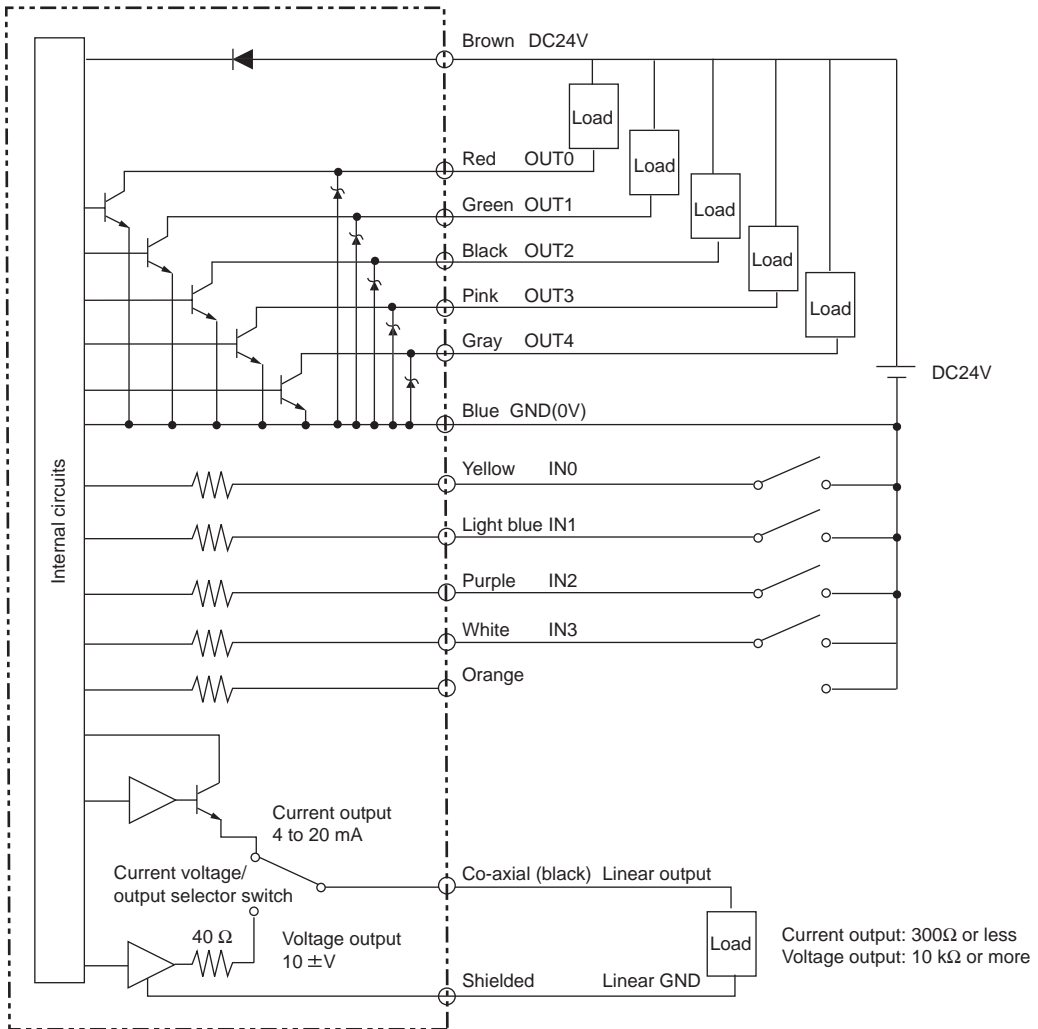 Brown DC24V
Load
Red OUT0
Load
Green OUT1
Load
Black OUT2
Load
Pink OUT3
Load
Gray OUT4
DC24V
Blue GND(0V)
Internal circuits
Yellow IN0
Light blue IN1
Purple IN2
White IN3
Orange
Current output
4 to 20 mA
Current voltage/
output selector switch
Co-axial (black) Linear output
40 Ω
Voltage output
10 ±V
Load
Current output: 300Ω or less
Voltage output: 10 kΩ or more
Shielded Linear GND